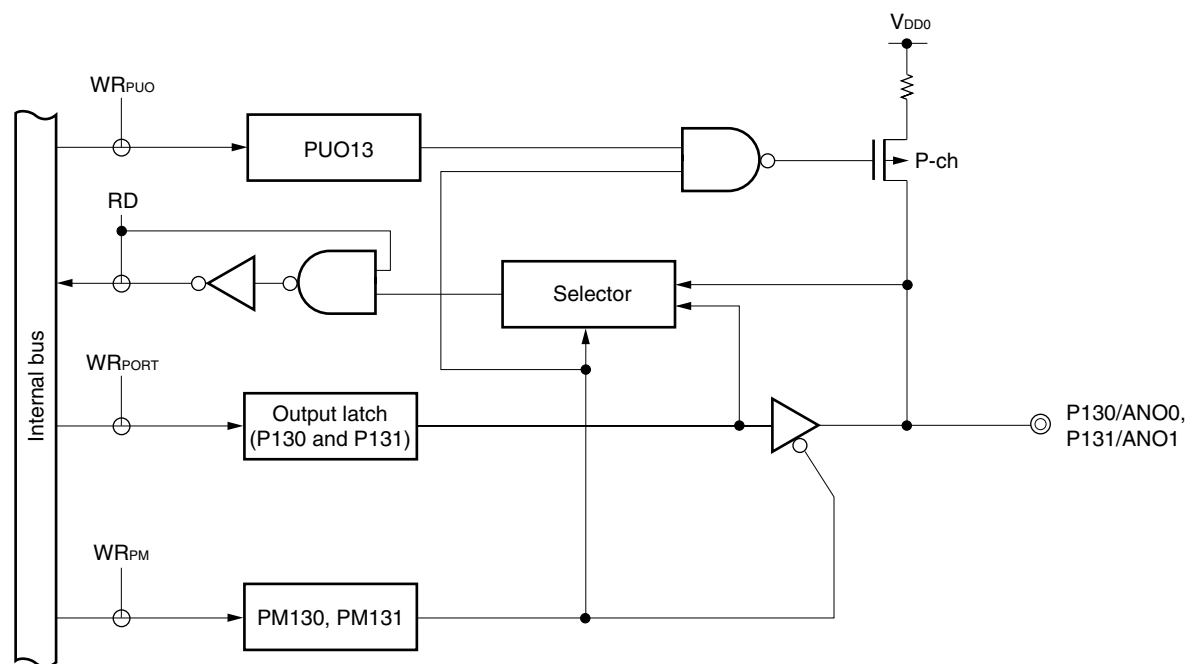 VDD0
WRPUO
PUO13
P-ch
RD
Selector
Internal bus
WRPORT
Output latch
(P130 and P131)
P130/ANO0,
P131/ANO1
WRPM
PM130, PM131